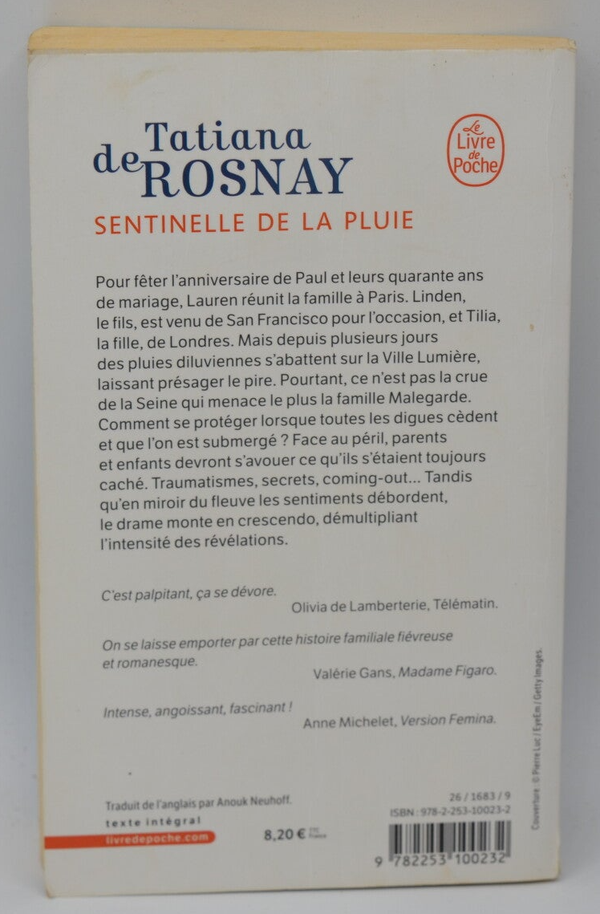 Tatiana
de ROSNAY
SENTINELLE DE LA PLUIE
Le
Livre
de
Poche
Pour fêter l'anniversaire de Paul et leurs quarante ans
de mariage, Lauren réunit la famille à Paris. Linden,
le fils, est venu de San Francisco pour l'occasion, et Tilia,
la fille, de Londres. Mais depuis plusieurs jours
des pluies diluviennes s'abattent sur la Ville Lumière,
laissant présager le pire. Pourtant, ce n'est pas la crue
de la Seine qui menace le plus la famille Malegarde.
Comment se protéger lorsque toutes les digues cèdent
et que l'on est submergé ? Face au péril, parents
et enfants devront s'avouer ce qu'ils s'étaient toujours
caché. Traumatismes, secrets, coming-out... Tandis
qu'en miroir du fleuve les sentiments débordent,
le drame monte en crescendo, démultipliant
l'intensité des révélations.
C'est palpitant, ça se dévore.
Olivia de Lamberterie, Télématin.
On se laisse emporter par cette histoire familiale fiévreuse
et romanesque.
Valérie Gans, Madame Figaro.
Intense, angoissant, fascinant !
Anne Michelet, Version Femina.
Couverture : © Pierre Luc / EyeEm / Getty Images.
Traduit de l'anglais par Anouk Neuhoff.
texte intégral
livredepoche.com
8,20 € TTC
France
26 / 1683 / 9
ISBN : 978-2-253-10023-2
9 782253 100232